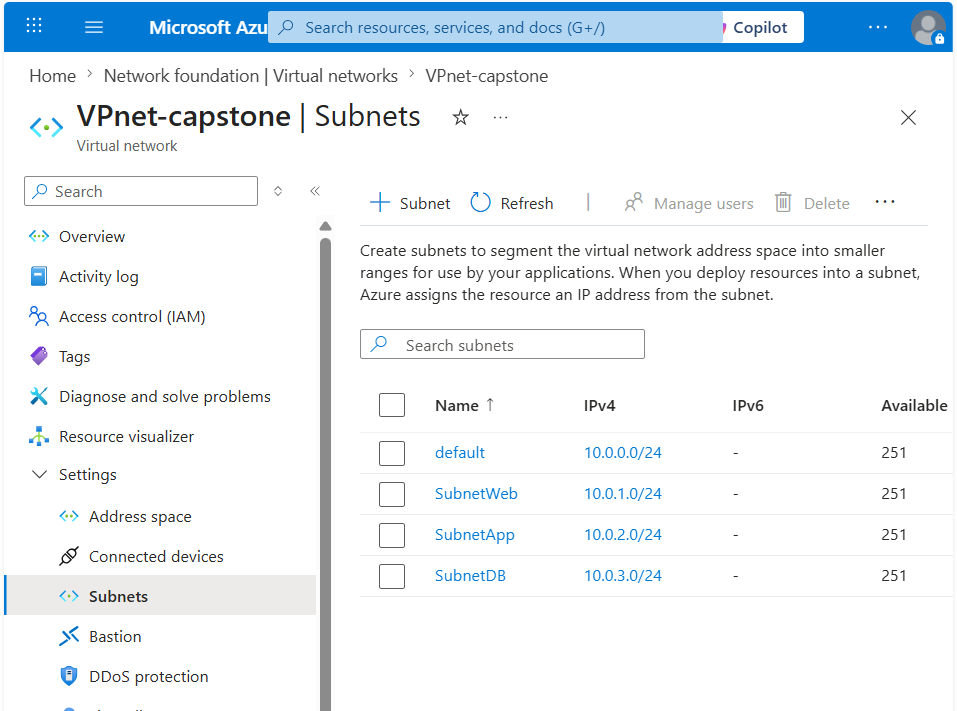 Microsoft Azu
Search resources, services, and docs (G+/)
Copilot
Home > Network foundation | Virtual networks > VPnet-capstone
VPnet-capstone | Subnets
Virtual network
Search
Overview
Activity log
Access control (IAM)
Tags
Diagnose and solve problems
Resource visualizer
Settings
Address space
Connected devices
Subnets
Bastion
DDoS protection
+ Subnet Refresh | Manage users Delete ...
Create subnets to segment the virtual network address space into smaller
ranges for use by your applications. When you deploy resources into a subnet,
Azure assigns the resource an IP address from the subnet.
Search subnets
Name ↑ IPv4 IPv6 Available
default 10.0.0.0/24 - 251
SubnetWeb 10.0.1.0/24 - 251
SubnetApp 10.0.2.0/24 - 251
SubnetDB 10.0.3.0/24 - 251